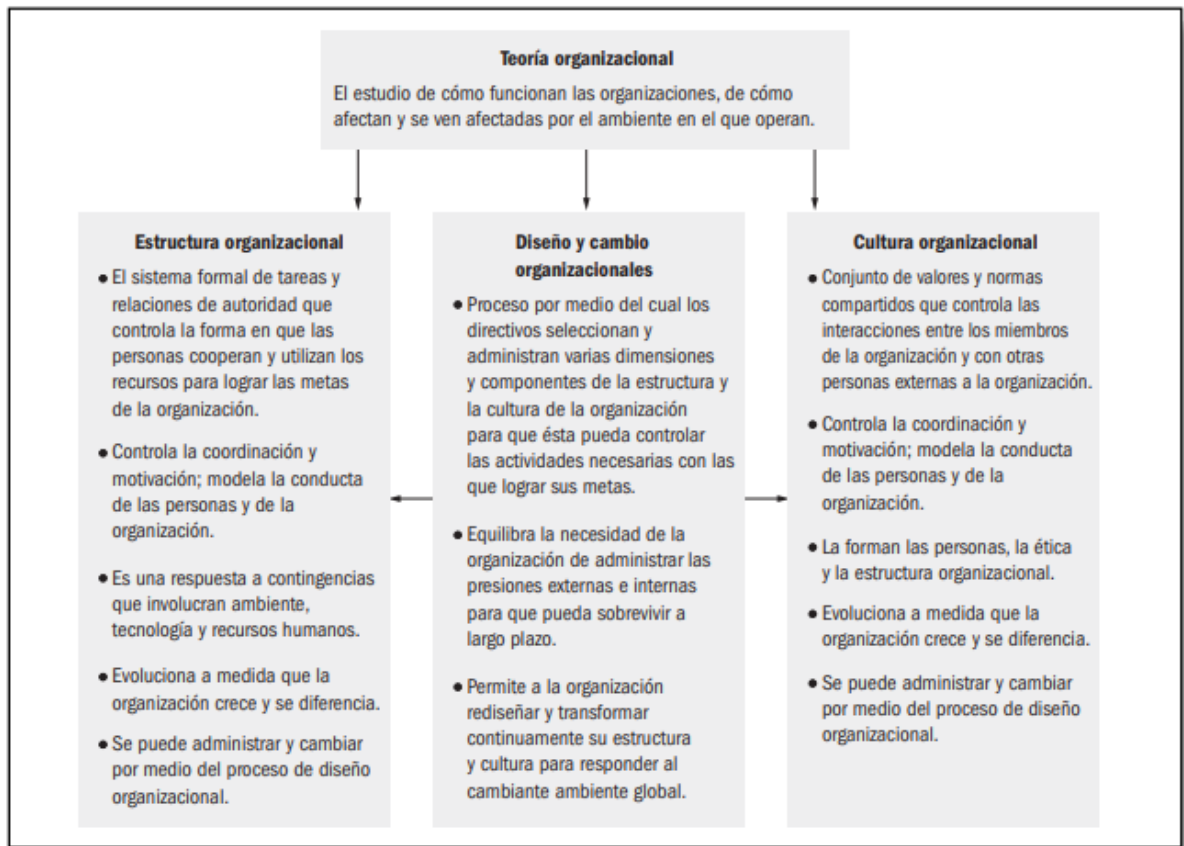 Teoría organizacional
El estudio de cómo funcionan las organizaciones, de cómo
afectan y se ven afectadas por el ambiente en el que operan.
Estructura organizacional
● El sistema formal de tareas y
relaciones de autoridad que
controla la forma en que las
personas cooperan y utilizan los
recursos para lograr las metas
de la organización.
● Controla la coordinación y
motivación; modela la conducta
de las personas y de la
organización.
● Es una respuesta a contingencias
que involucran ambiente,
tecnología y recursos humanos.
● Evoluciona a medida que la
organización crece y se diferencia.
● Se puede administrar y cambiar
por medio del proceso de diseño
organizacional.
Diseño y cambio
organizacionales
● Proceso por medio del cual los
directivos seleccionan y
administran varias dimensiones
y componentes de la estructura y
la cultura de la organización
para que ésta pueda controlar
las actividades necesarias con las
que lograr sus metas.
● Equilibra la necesidad de la
organización de administrar las
presiones externas e internas
para que pueda sobrevivir a
largo plazo.
● Permite a la organización
rediseñar y transformar
continuamente su estructura
y cultura para responder al
cambiante ambiente global.
Cultura organizacional
● Conjunto de valores y normas
compartidos que controla las
interacciones entre los miembros
de la organización y con otras
personas externas a la organización.
● Controla la coordinación y
motivación; modela la conducta
de las personas y de la
organización.
● La forman las personas, la ética
y la estructura organizacional.
● Evoluciona a medida que la
organización crece y se diferencia.
● Se puede administrar y cambiar
por medio del proceso de diseño
organizacional.